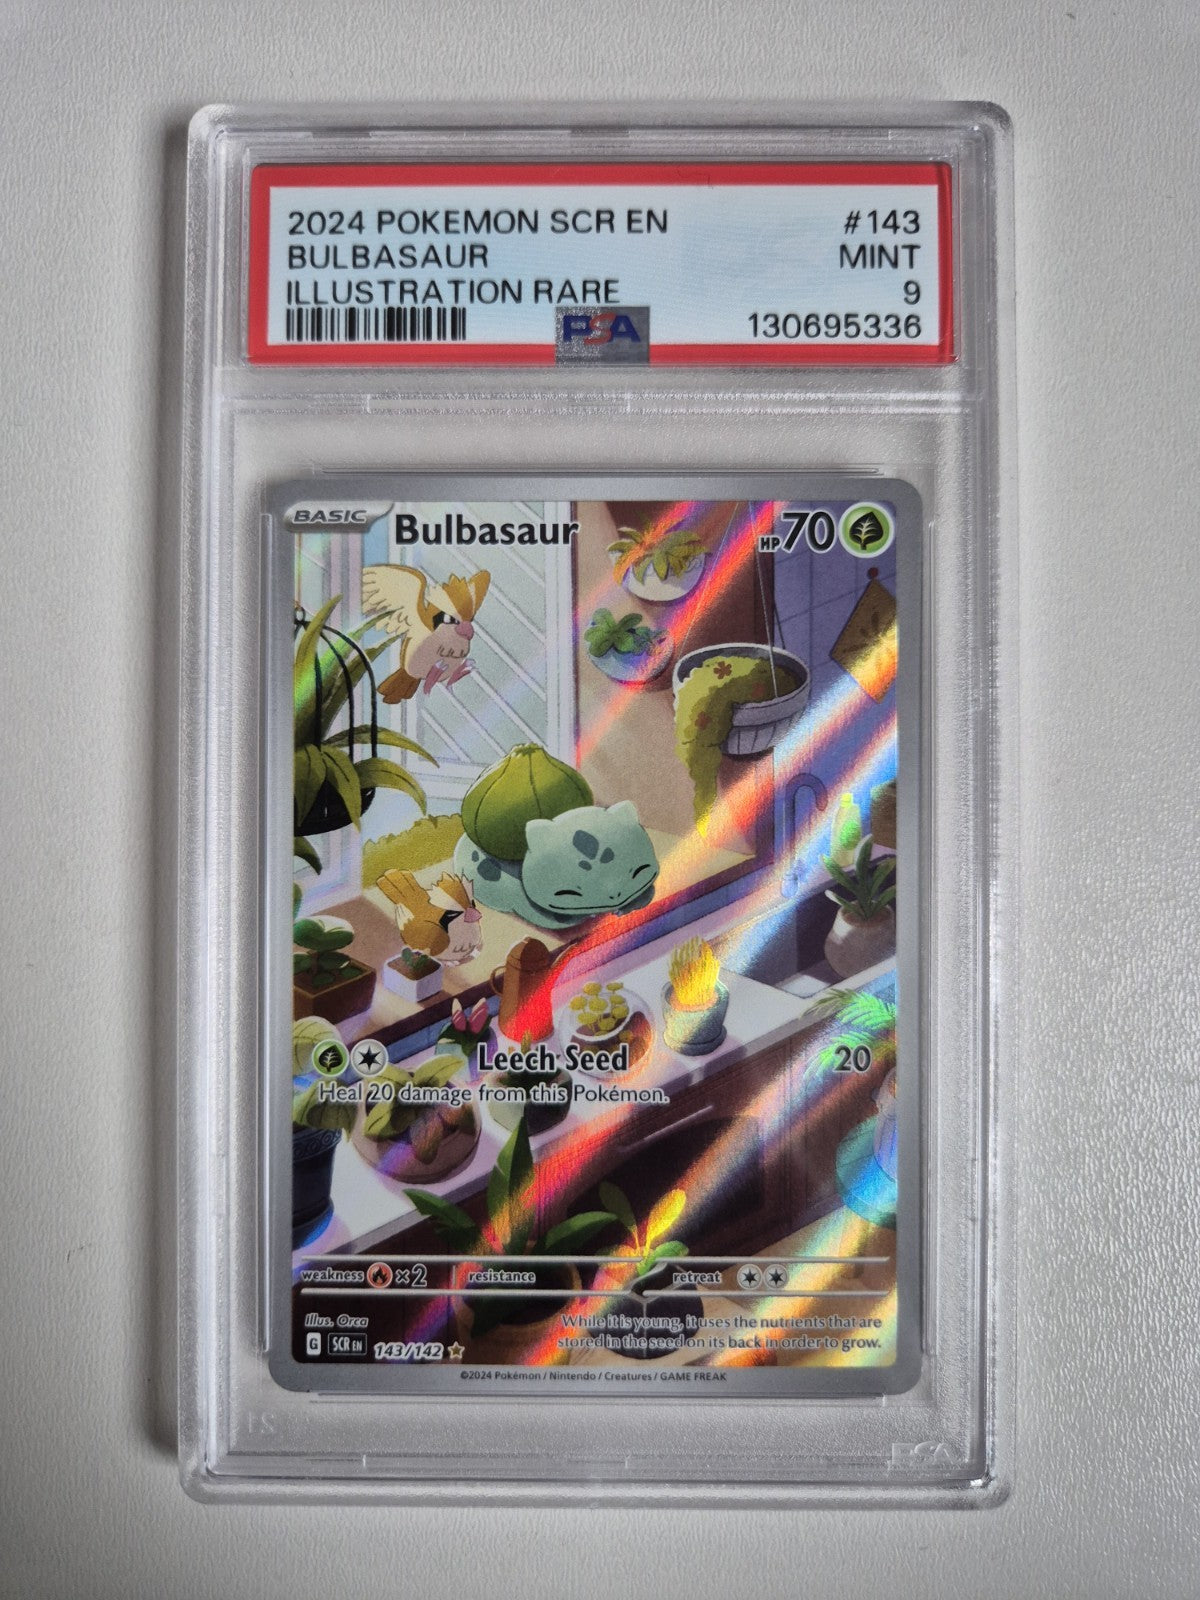 2024 POKEMON SCR EN #143
BULBASAUR MINT
ILLUSTRATION RARE 9
PSA 130695336
BASIC Bulbasaur HP 70
Leech Seed 20
Heal 20 damage from this Pokémon.
weakness ×2 resistance retreat
Illus. Orca
While it is young, it uses the nutrients that are
stored in the seed on its back in order to grow.
G SCR EN 143/142
©2024 Pokémon / Nintendo / Creatures / GAME FREAK
PSA